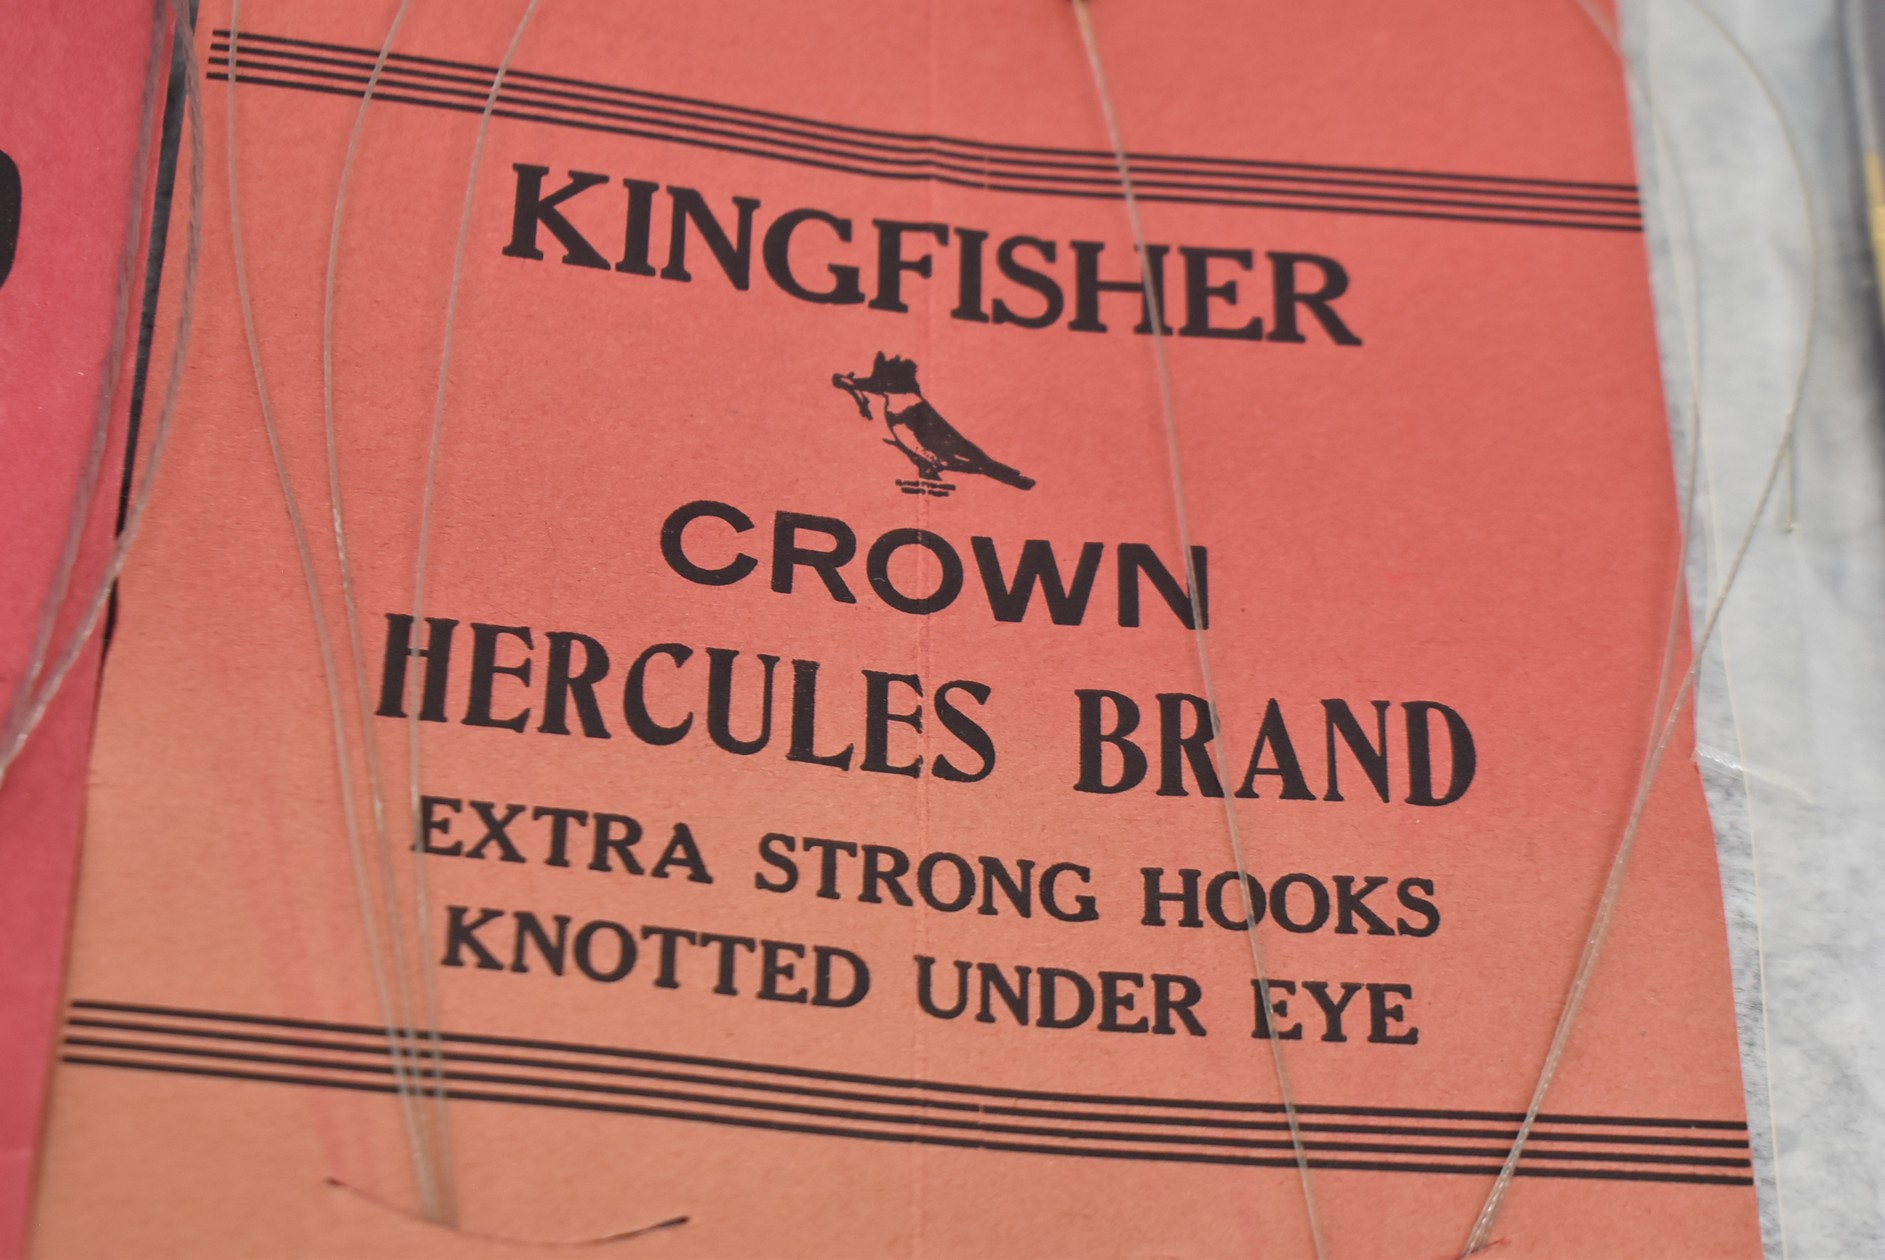 KINGFISHER
CROWN
HERCULES BRAND
EXTRA STRONG HOOKS
KNOTTED UNDER EYE